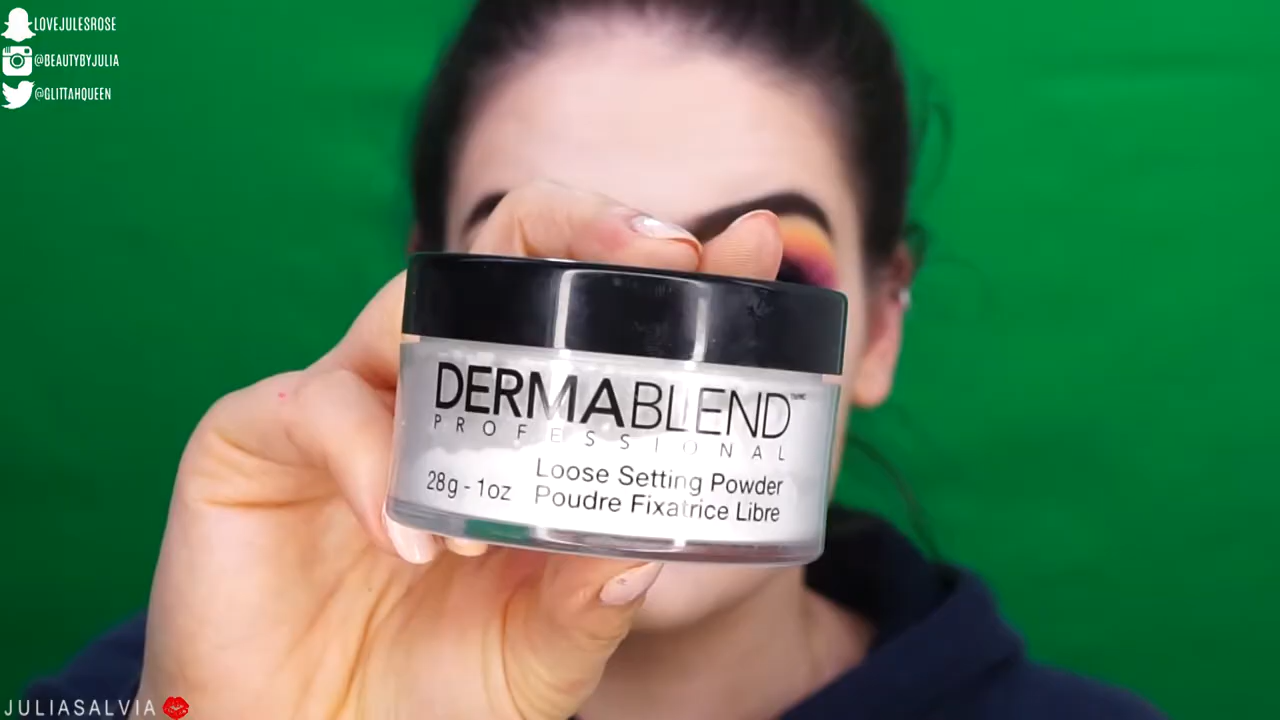 LOVEJULESROSE
@BEAUTYBYJULIA
@GLITTAHQUEEN
DERMABLEND
PROFESSIONAL
28g - 1oz
Loose Setting Powder
Poudre Fixatrice Libre
JULIASALVIA